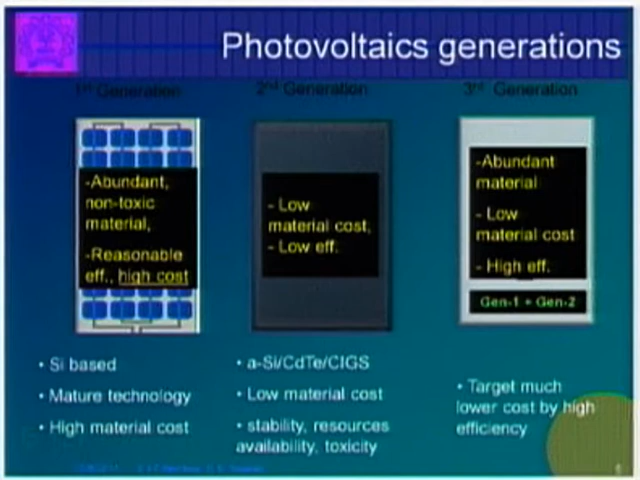 Photovoltaics generations
1st Generation
2nd Generation
3rd Generation
-Abundant,
non-toxic
material,
-Reasonable
eff., high cost
- Low
material cost,
- Low eff.
-Abundant
material
- Low
material cost
- High eff.
Gen-1 + Gen-2
• Si based
• Mature technology
• High material cost
• a-Si/CdTe/CIGS
• Low material cost
• stability, resources
availability, toxicity
• Target much
lower cost by high
efficiency